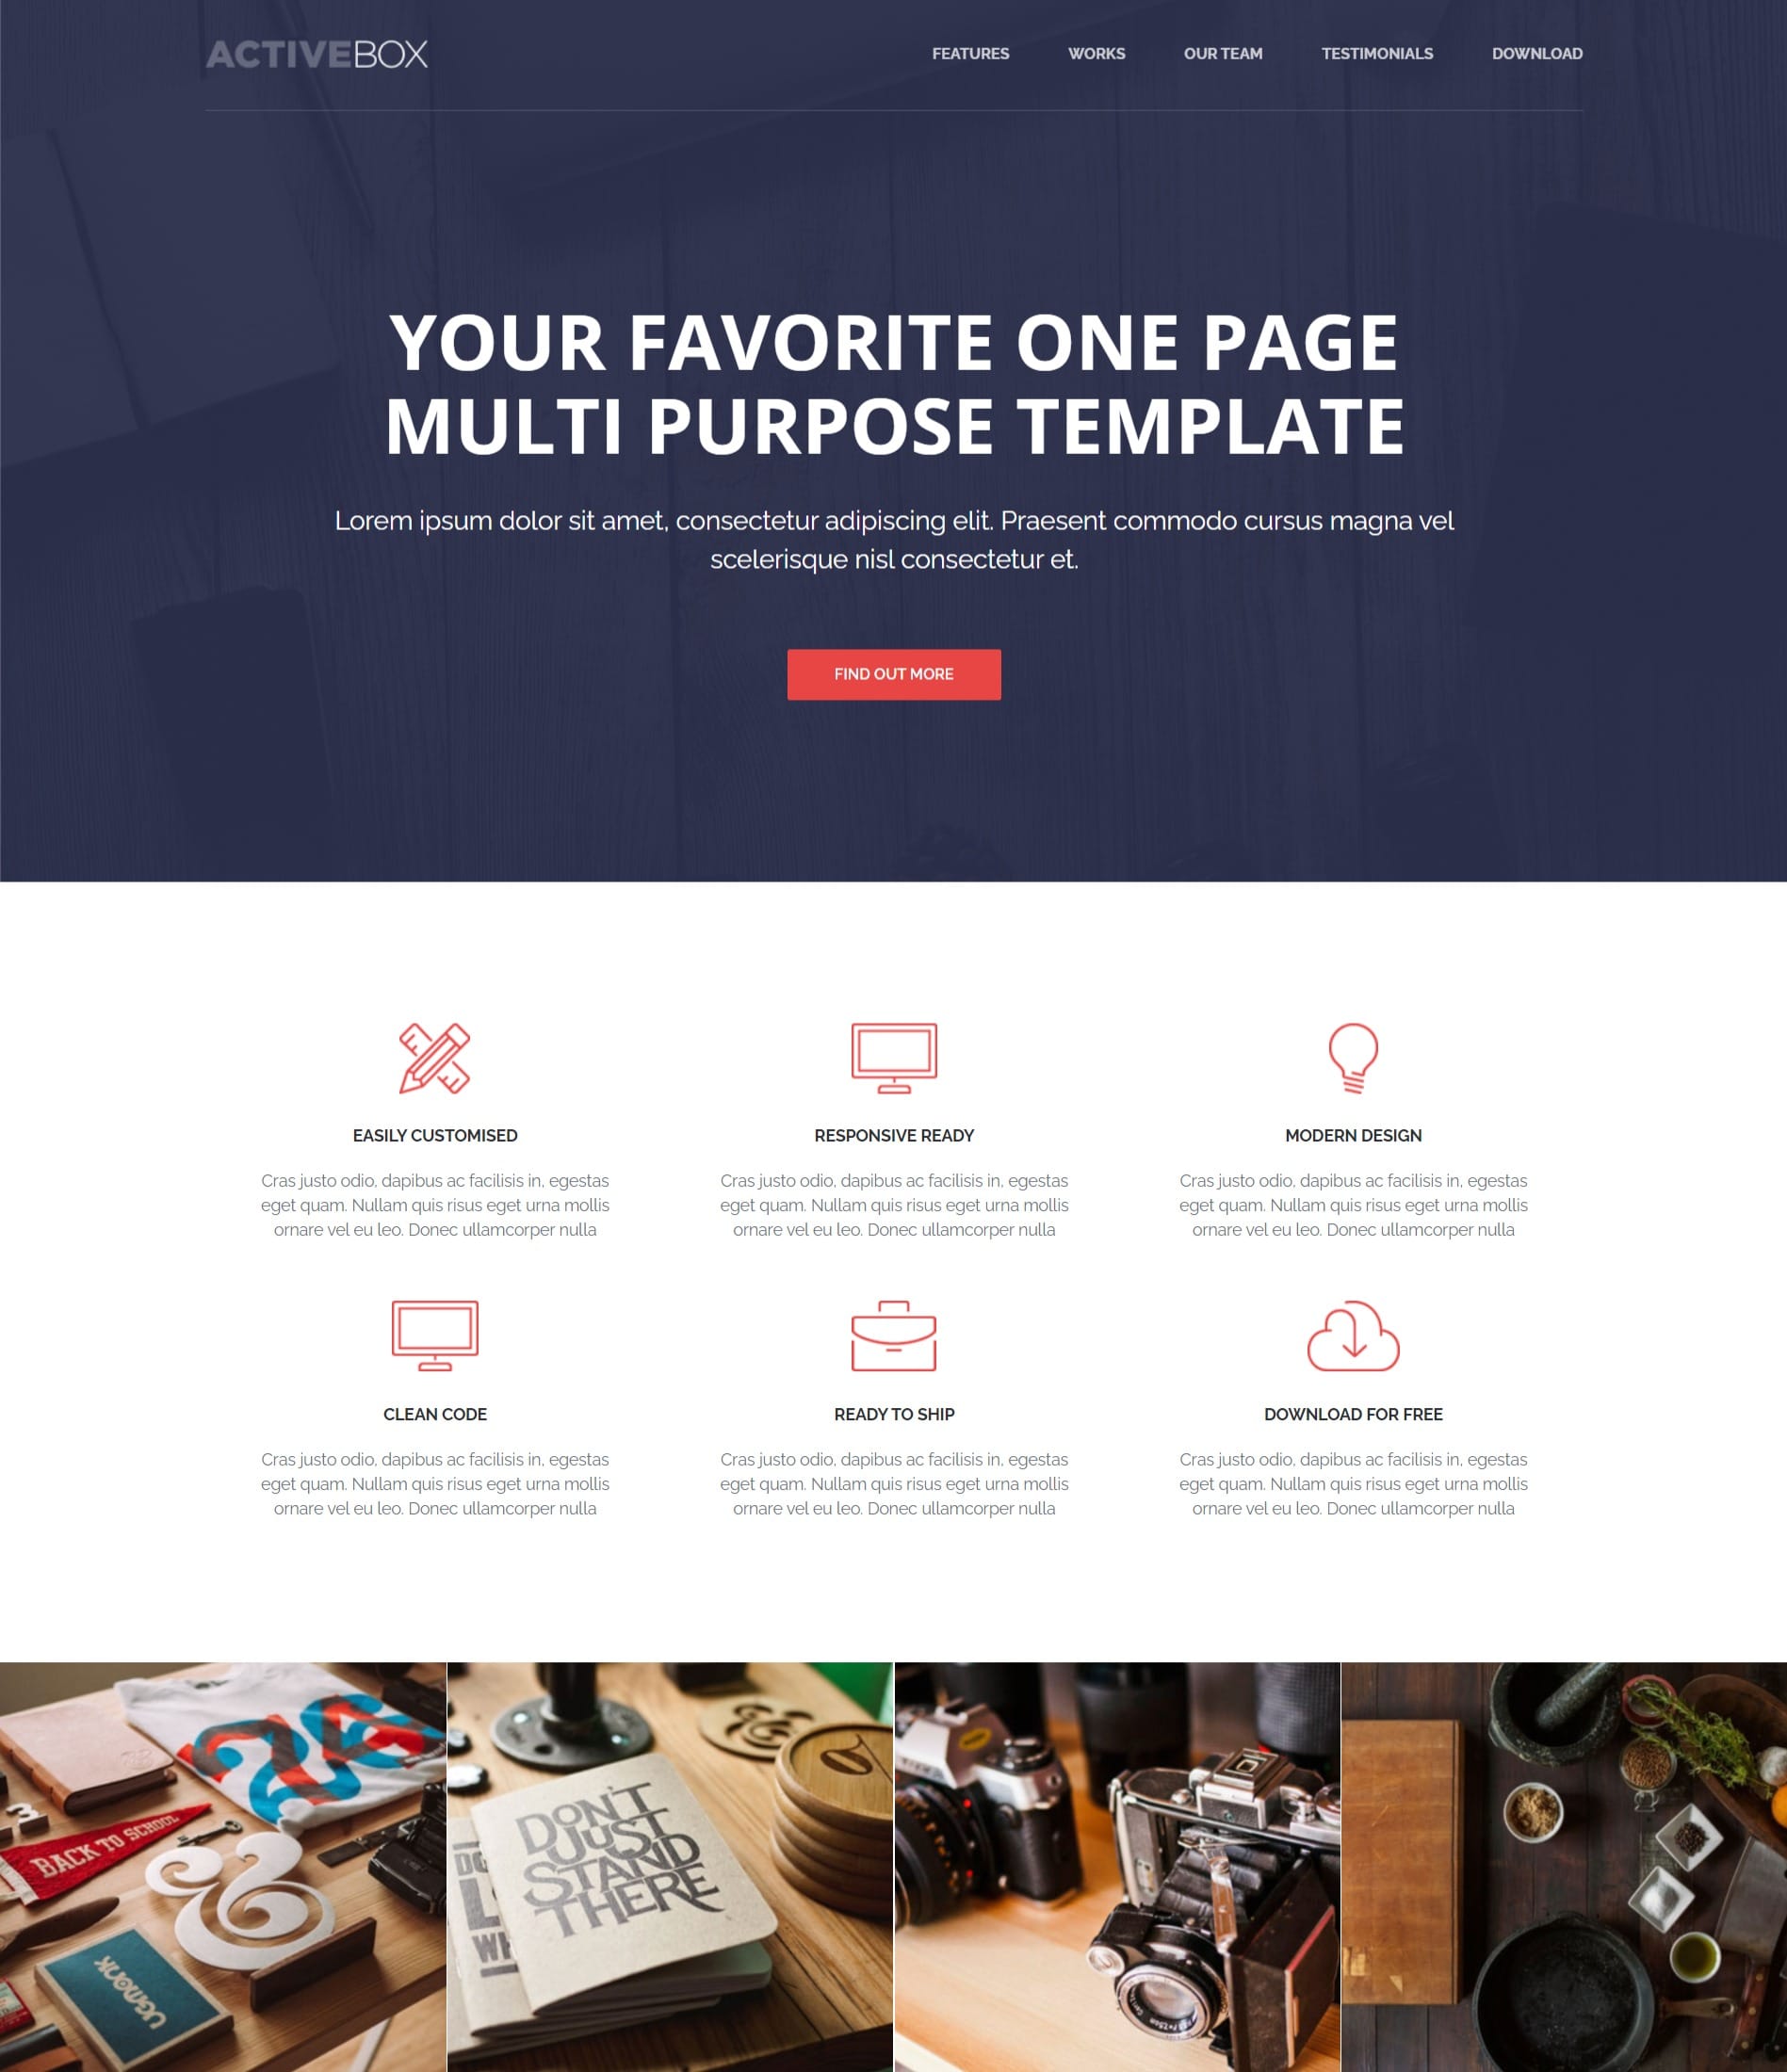 ACTIVEBOX
FEATURES WORKS OUR TEAM TESTIMONIALS DOWNLOAD
YOUR FAVORITE ONE PAGE
MULTI PURPOSE TEMPLATE
Lorem ipsum dolor sit amet, consectetur adipiscing elit. Praesent commodo cursus magna vel
scelerisque nisl consectetur et.
FIND OUT MORE
EASILY CUSTOMISED
Cras justo odio, dapibus ac facilisis in, egestas
eget quam. Nullam quis risus eget urna mollis
ornare vel eu leo. Donec ullamcorper nulla
RESPONSIVE READY
Cras justo odio, dapibus ac facilisis in, egestas
eget quam. Nullam quis risus eget urna mollis
ornare vel eu leo. Donec ullamcorper nulla
MODERN DESIGN
Cras justo odio, dapibus ac facilisis in, egestas
eget quam. Nullam quis risus eget urna mollis
ornare vel eu leo. Donec ullamcorper nulla
CLEAN CODE
Cras justo odio, dapibus ac facilisis in, egestas
eget quam. Nullam quis risus eget urna mollis
ornare vel eu leo. Donec ullamcorper nulla
READY TO SHIP
Cras justo odio, dapibus ac facilisis in, egestas
eget quam. Nullam quis risus eget urna mollis
ornare vel eu leo. Donec ullamcorper nulla
DOWNLOAD FOR FREE
Cras justo odio, dapibus ac facilisis in, egestas
eget quam. Nullam quis risus eget urna mollis
ornare vel eu leo. Donec ullamcorper nulla
3
BACK TO SCHOOL
&
UGMONK
DON'T
JUST
STAND
THERE
&